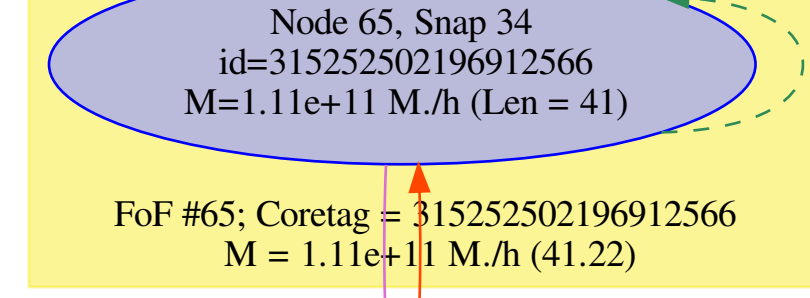 Node 65, Snap 34
id=315252502196912566
M=1.11e+11 M./h (Len = 41)
FoF #65; Coretag = 315252502196912566
M = 1.11e+11 M./h (41.22)